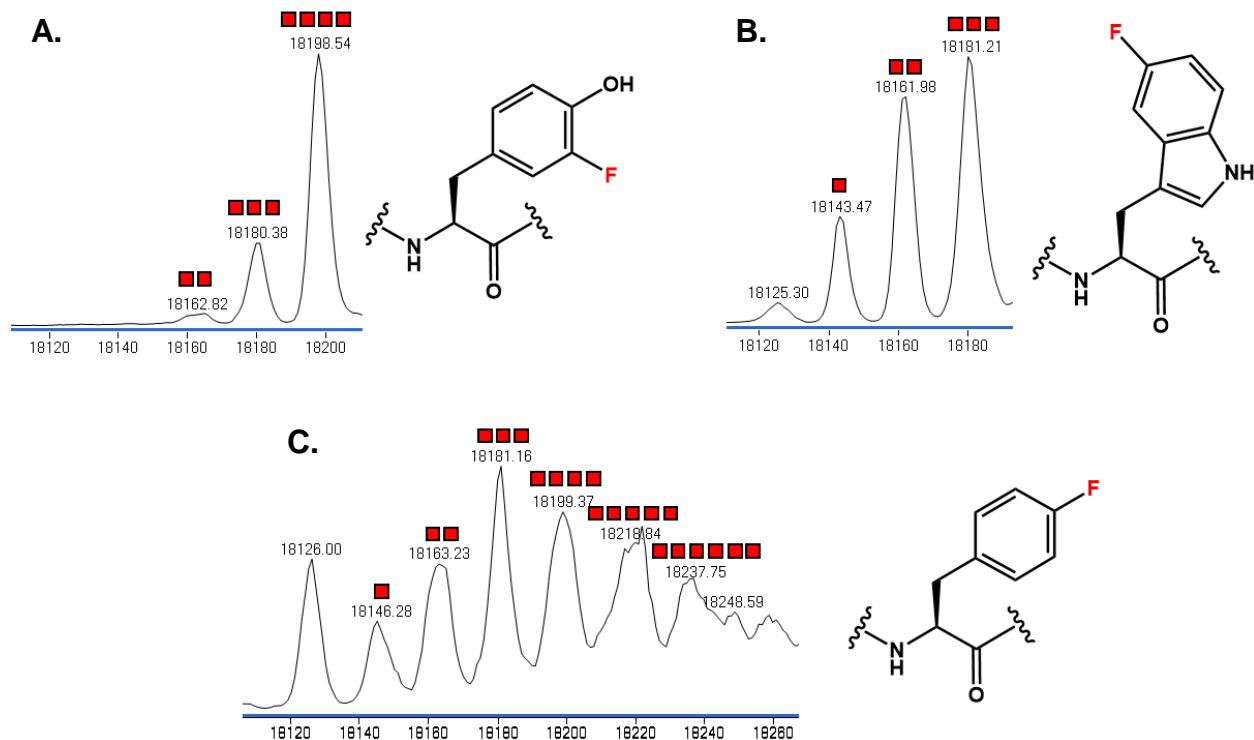 A.
18198.54
18180.38
18162.82
OH
F
N
H
O
18120 18140 18160 18180 18200
B.
18181.21
18161.98
18143.47
18125.30
F
NH
N
H
O
18120 18140 18160 18180
C.
18181.16
18199.37
18218.84
18237.75
18248.59
18163.23
18146.28
18126.00
F
N
H
O
18120 18140 18160 18180 18200 18220 18240 18260